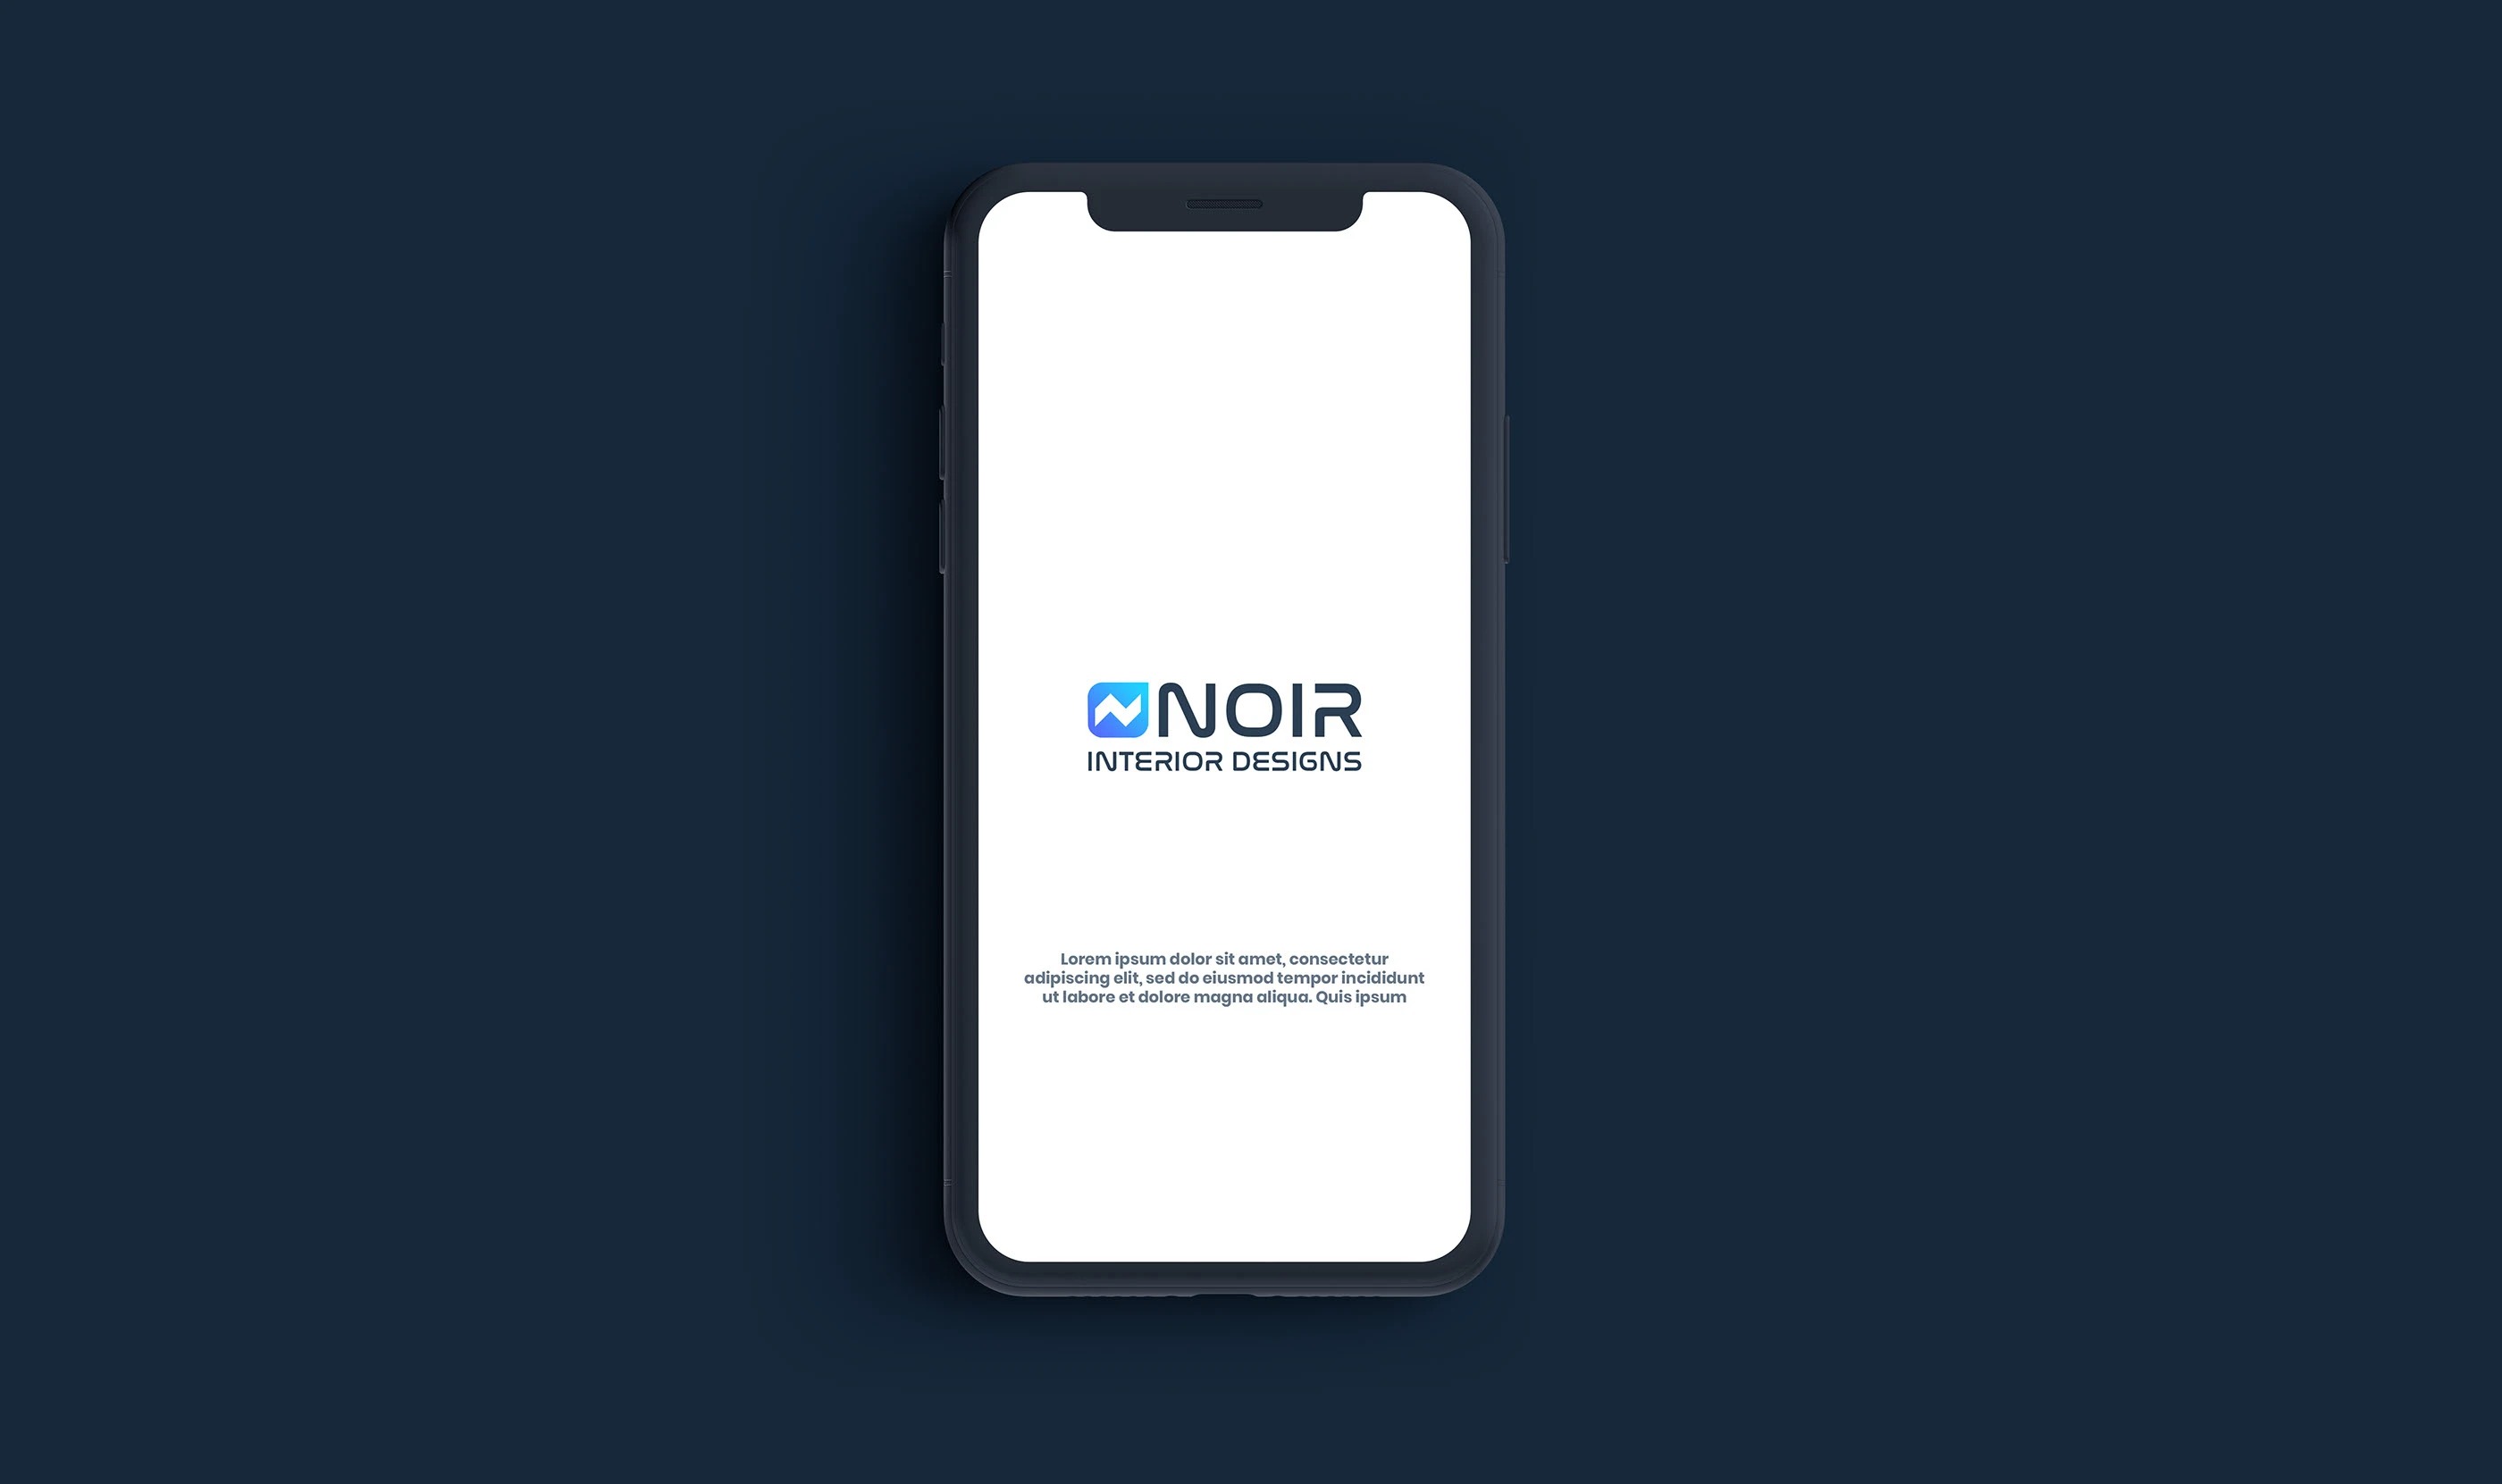 NOIR
INTERIOR DESIGNS
Lorem ipsum dolor sit amet, consectetur
adipiscing elit, sed do eiusmod tempor incididunt
ut labore et dolore magna aliqua. Quis ipsum